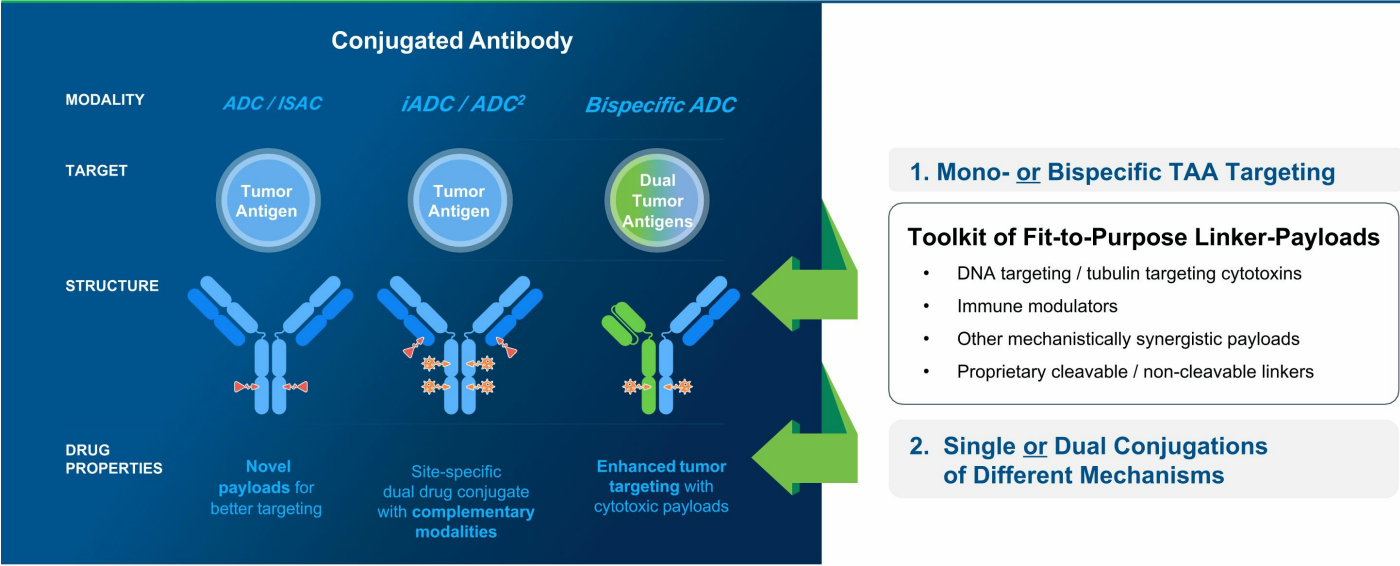 Conjugated Antibody
MODALITY
ADC / ISAC
iADC / ADC²
Bispecific ADC
TARGET
Tumor
Antigen
Tumor
Antigen
Dual
Tumor
Antigens
STRUCTURE
DRUG
PROPERTIES
Novel
payloads for
better targeting
Site-specific
dual drug conjugate
with complementary
modalities
Enhanced tumor
targeting with
cytotoxic payloads
1. Mono- or Bispecific TAA Targeting
Toolkit of Fit-to-Purpose Linker-Payloads
• DNA targeting / tubulin targeting cytotoxins
• Immune modulators
• Other mechanistically synergistic payloads
• Proprietary cleavable / non-cleavable linkers
2. Single or Dual Conjugations
of Different Mechanisms